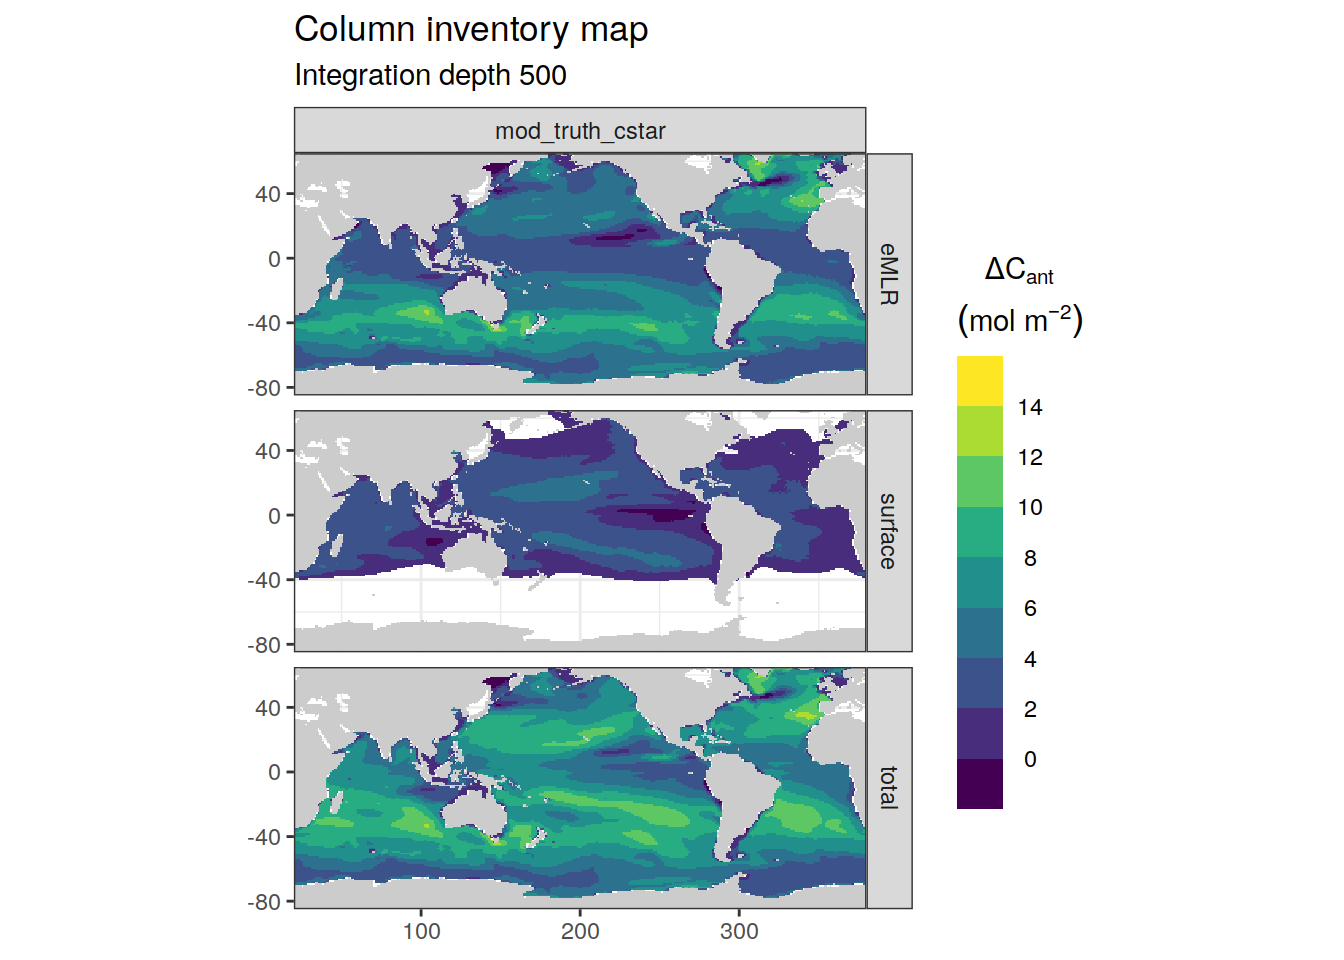 Column inventory map
Integration depth 500
mod_truth_cstar
40
0
-40
-80
eMLR
40
0
-40
-80
surface
40
0
-40
-80
total
100
200
300
ΔCant
(mol m−2)
14
12
10
8
6
4
2
0